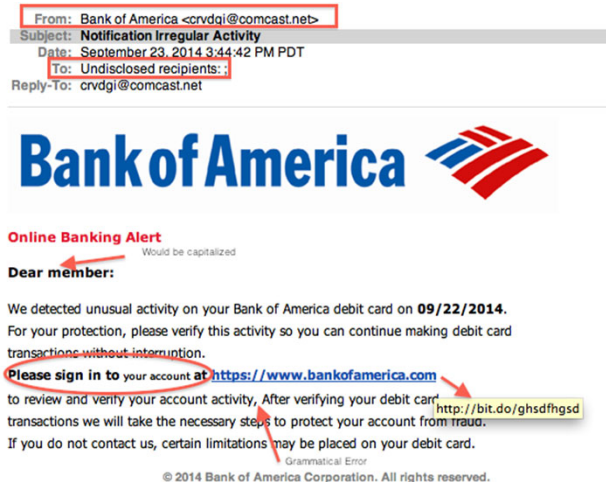 From: Bank of America <crvdgi@comcast.net>
Subject: Notification Irregular Activity
Date: September 23, 2014 3:44:42 PM PDT
To: Undisclosed recipients: ;
Reply-To: crvdgi@comcast.net
Bank of America
Online Banking Alert
Would be capitalized
Dear member:
We detected unusual activity on your Bank of America debit card on 09/22/2014.
For your protection, please verify this activity so you can continue making debit card
transactions without interruption.
Please sign in to your account at https://www.bankofamerica.com
to review and verify your account activity, After verifying your debit card
http://bit.do/ghsdfhgsd
transactions we will take the necessary steps to protect your account from fraud.
If you do not contact us, certain limitations may be placed on your debit card.
Grammatical Error
© 2014 Bank of America Corporation. All rights reserved.